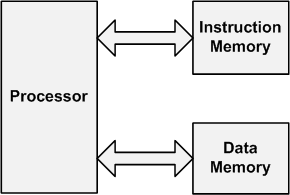 Processor
Instruction
Memory
Data
Memory